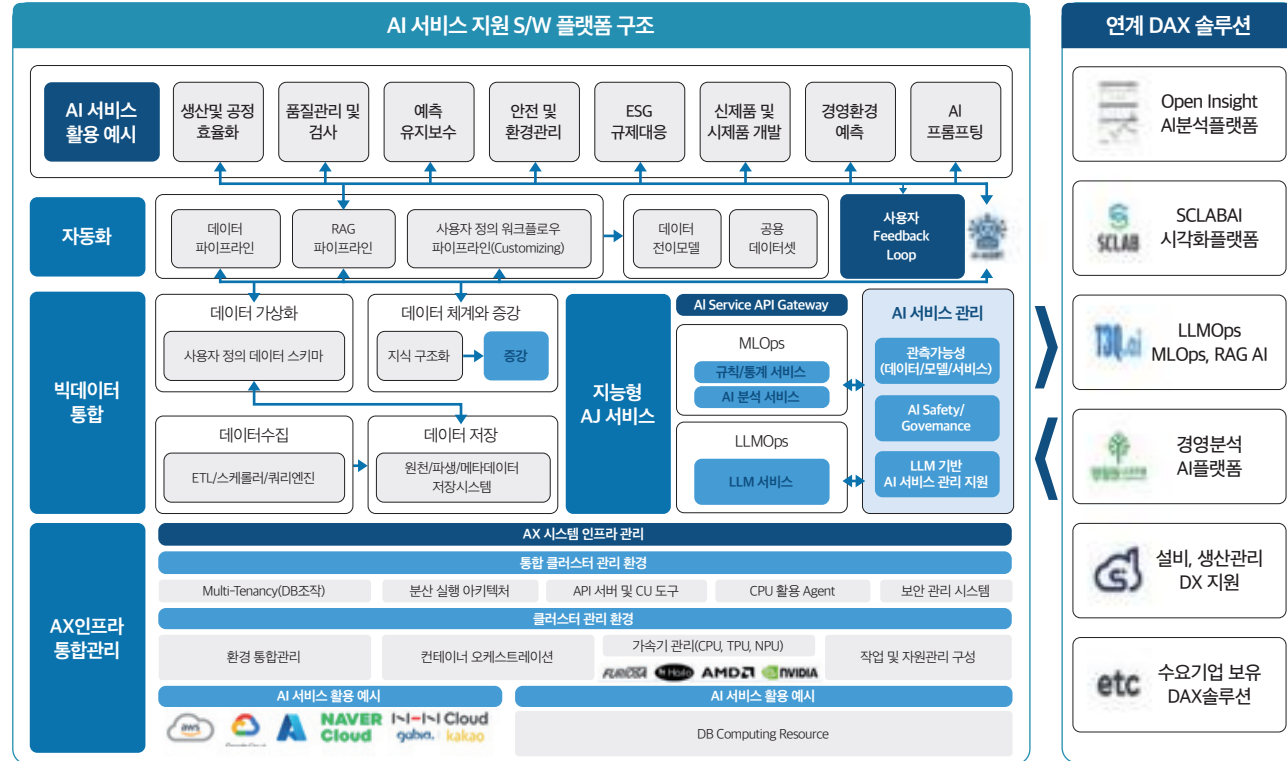 AI 서비스 지원 S/W 플랫폼 구조
AI 서비스
활용 예시
생산및 공정
효율화
품질관리 및
검사
예측
유지보수
안전 및
환경관리
ESG
규제대응
신제품 및
시제품 개발
경영환경
예측
AI
프롬프팅
자동화
데이터
파이프라인
RAG
파이프라인
사용자 정의 워크플로우
파이프라인(Customizing)
데이터
전이모델
공용
데이터셋
사용자
Feedback
Loop
빅데이터
통합
데이터 가상화
사용자 정의 데이터 스키마
데이터 체계와 증강
지식 구조화
증강
데이터수집
ETL/스케롤러/쿼리엔진
데이터 저장
원천/파생/메타데이터
저장시스템
지능형
AJ 서비스
AI Service API Gateway
MLOps
규칙/통계 서비스
AI 분석 서비스
LLMOps
LLM 서비스
AI 서비스 관리
관측가능성
(데이터/모델/서비스)
AI Safety/
Governance
LLM 기반
AI 서비스 관리 지원
AX인프라
통합관리
AX 시스템 인프라 관리
통합 클러스터 관리 환경
Multi-Tenancy(DB조작)
분산 실행 아키텍처
API 서버 및 CU 도구
CPU 활용 Agent
보안 관리 시스템
클러스터 관리 환경
환경 통합관리
컨테이너 오케스트레이션
가속기 관리(CPU, TPU, NPU)
FURIOSA
Hailo
AMD
NVIDIA
작업 및 자원관리 구성
AI 서비스 활용 예시
aws
NAVER
Cloud
NHN Cloud
gabia.
kakao
AI 서비스 활용 예시
DB Computing Resource
연계 DAX 솔루션
Open Insight
AI분석플랫폼
SCLAB
SCLABAI
시각화플랫폼
LLMOps
MLOps, RAG AI
경영분석
AI플랫폼
설비, 생산관리
DX 지원
etc
수요기업 보유
DAX솔루션